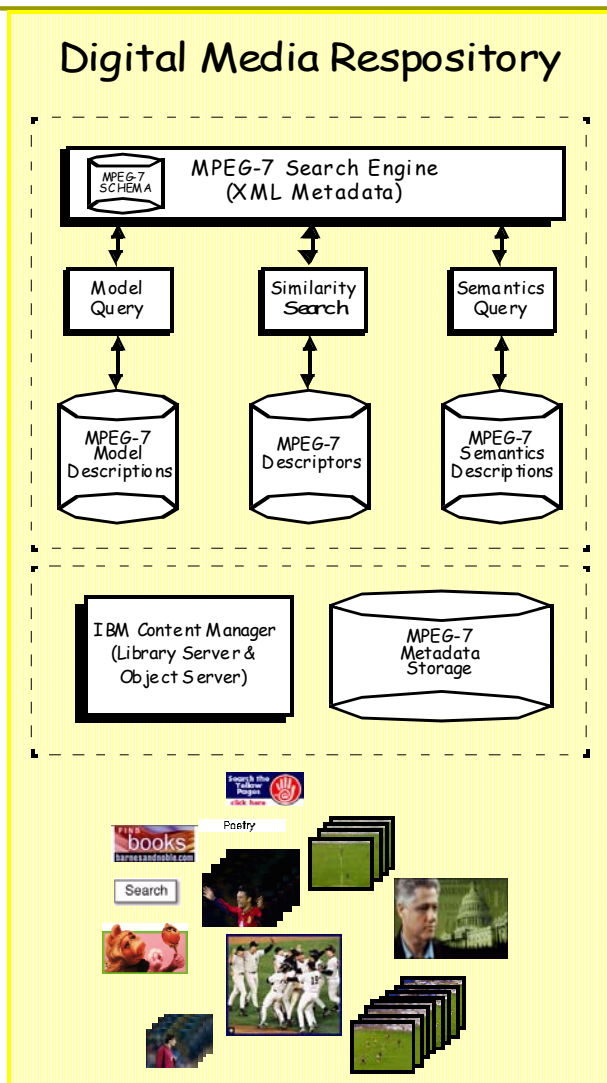 Digital Media Respository
MPEG-7
SCHEMA
MPEG-7 Search Engine
(XML Metadata)
Model
Query
Similarity
Search
Semantics
Query
MPEG-7
Model
Descriptions
MPEG-7
Descriptors
MPEG-7
Semantics
Descriptions
IBM Content Manager
(Library Server &
Object Server)
MPEG-7
Metadata
Storage
Search the
Yellow
Pages
click here
Poetry
FIND
books
barnesandnoble.com
Search